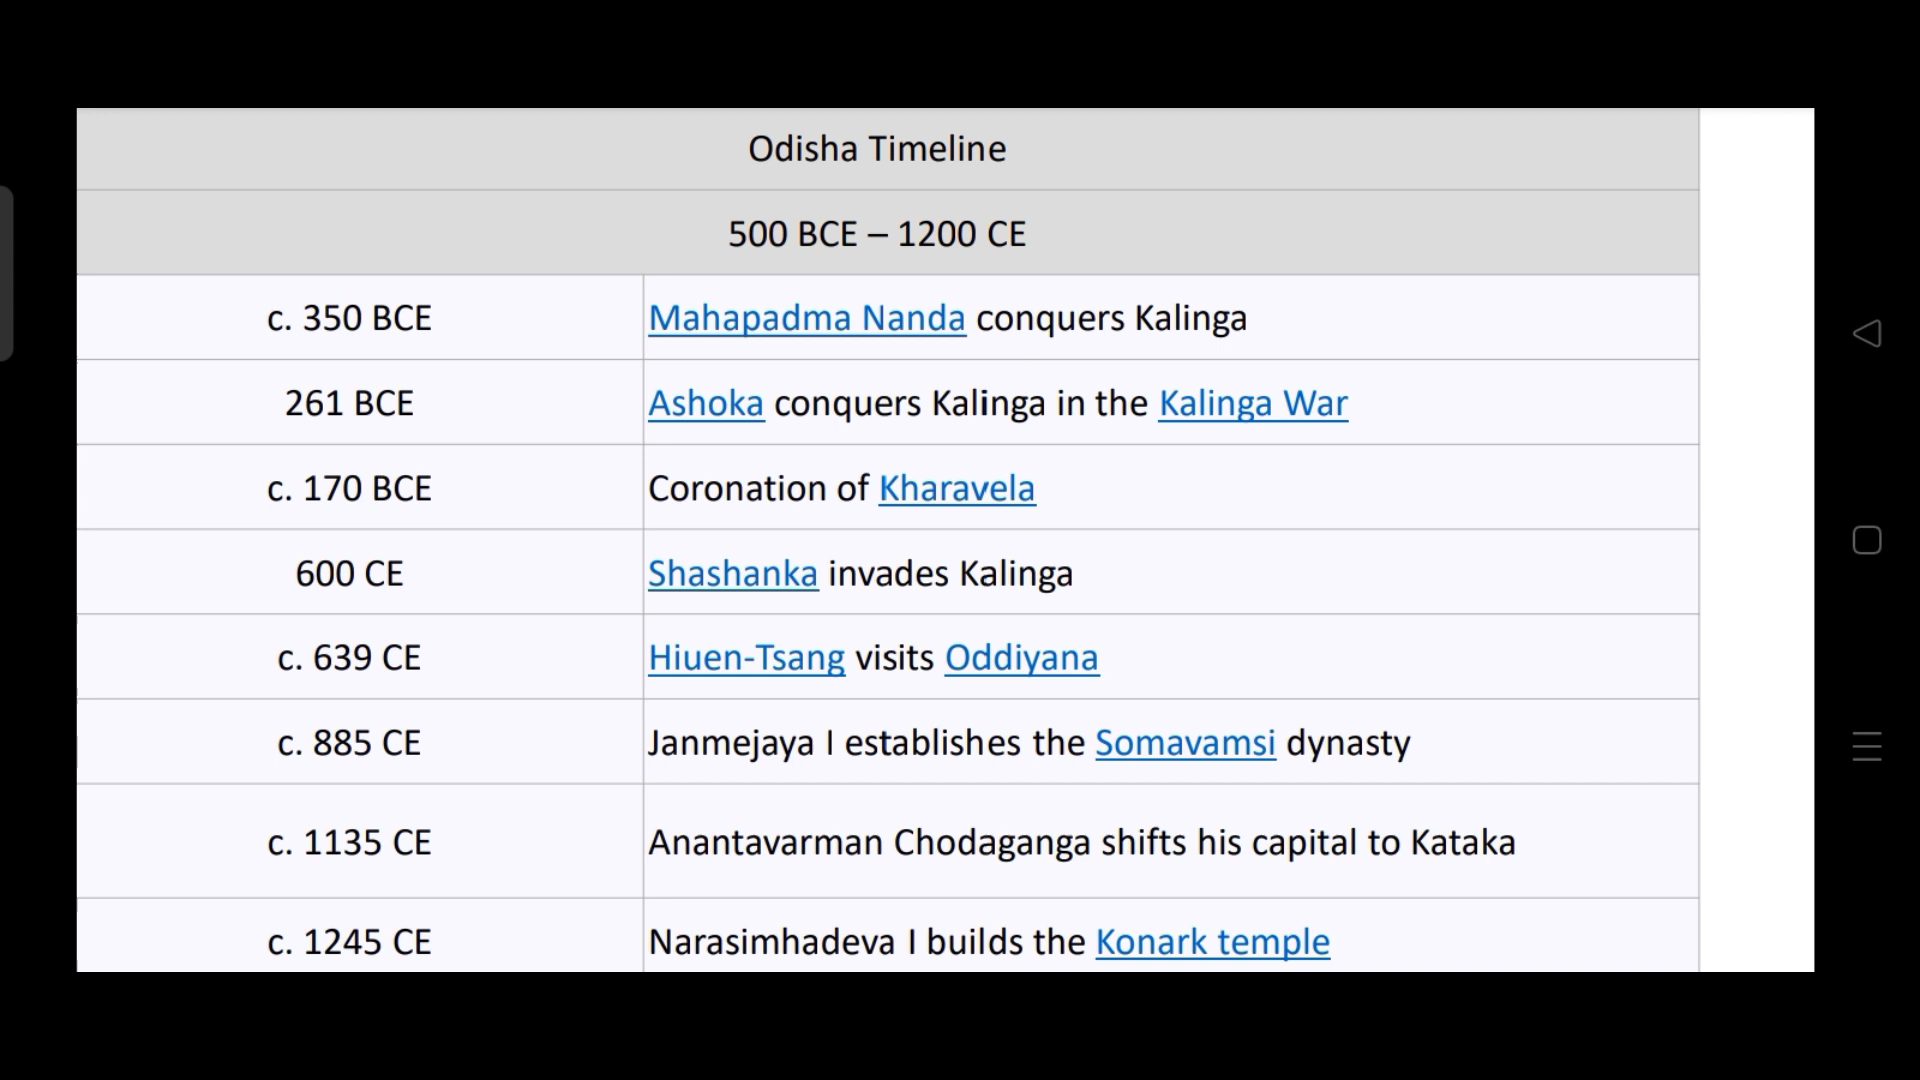 Odisha Timeline
500 BCE – 1200 CE
c. 350 BCE Mahapadma Nanda conquers Kalinga
261 BCE Ashoka conquers Kalinga in the Kalinga War
c. 170 BCE Coronation of Kharavela
600 CE Shashanka invades Kalinga
c. 639 CE Hiuen-Tsang visits Oddiyana
c. 885 CE Janmejaya I establishes the Somavamsi dynasty
c. 1135 CE Anantavarman Chodaganga shifts his capital to Kataka
c. 1245 CE Narasimhadeva I builds the Konark temple